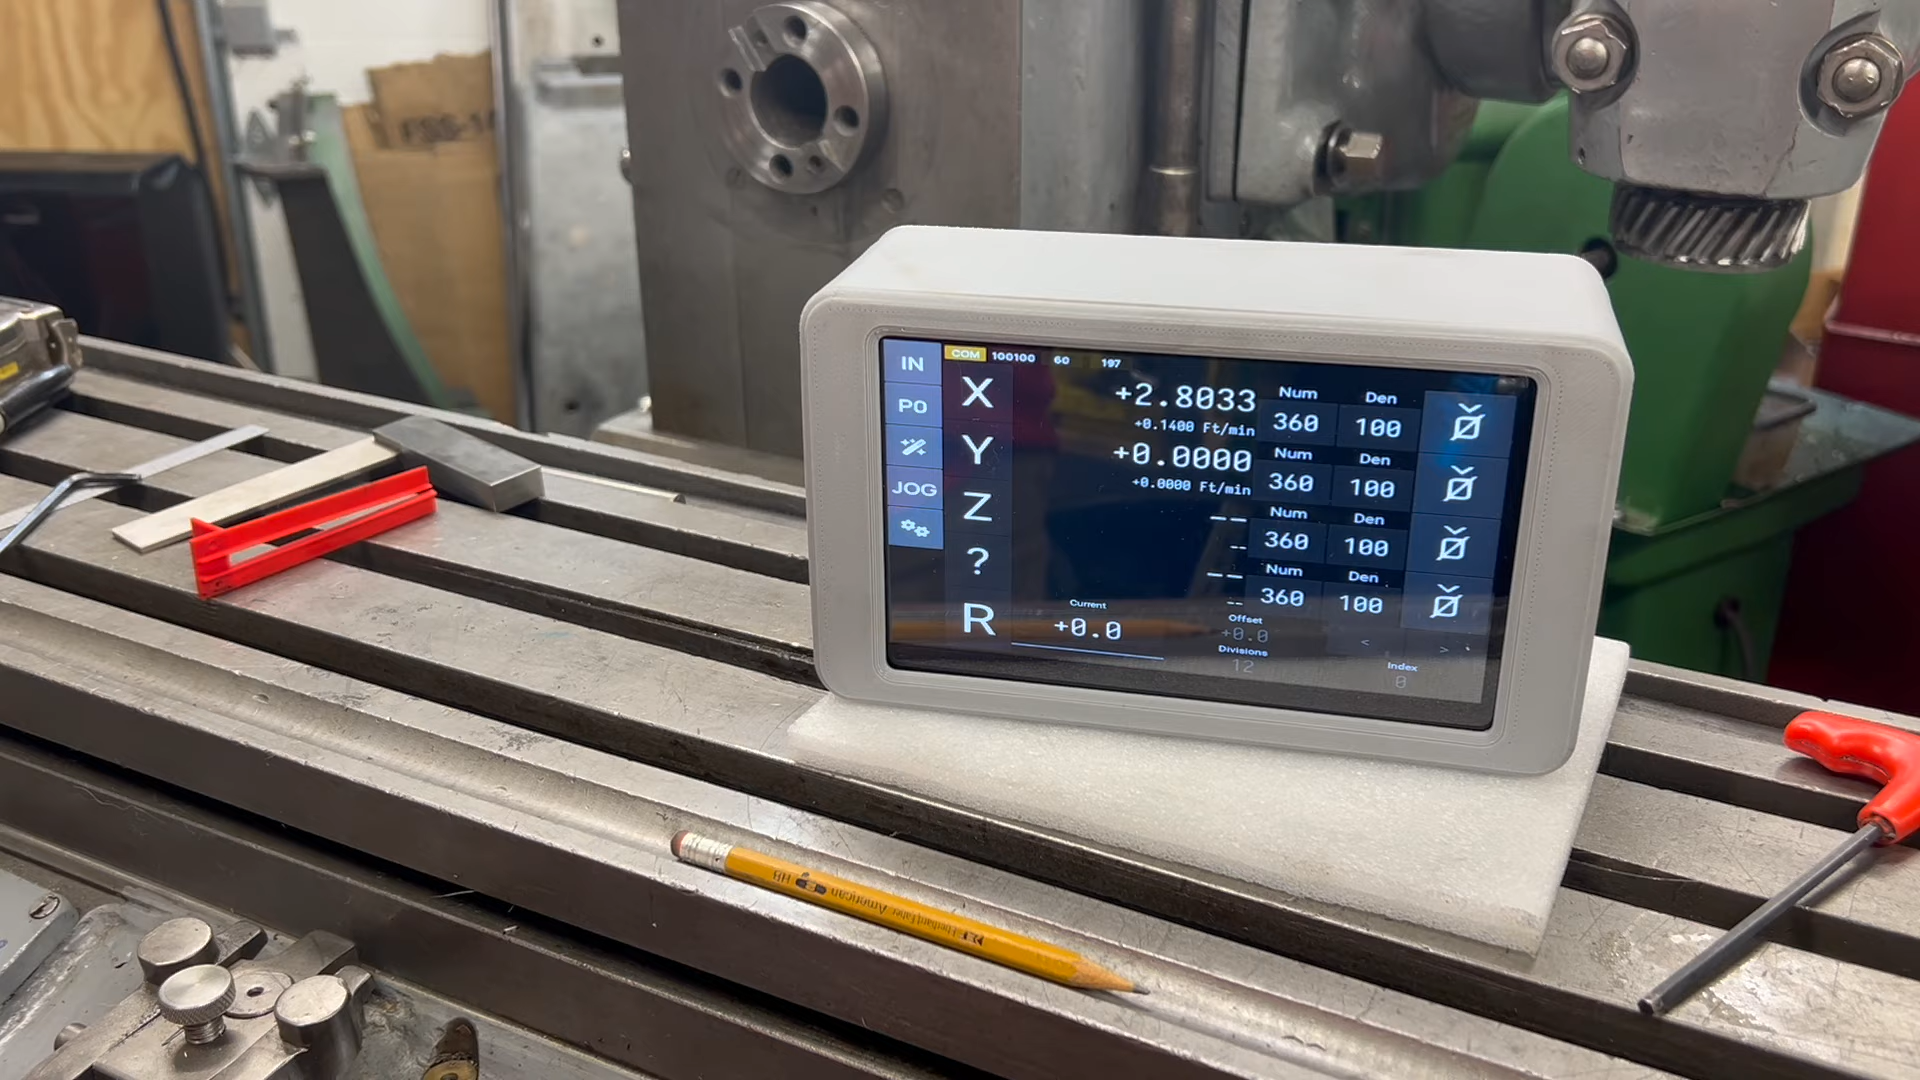 IN
COM 100100 60 197
P0
JOG
X +2.8033 Num Den
+0.1400 Ft/min 360 100
Y +0.0000 Num Den
+0.0000 Ft/min 360 100
Z -- Num Den
-- 360 100
? -- Num Den
-- 360 100
R Current Offset
+0.0 +0.0 < >
Divisions Index
12 0
American
HB